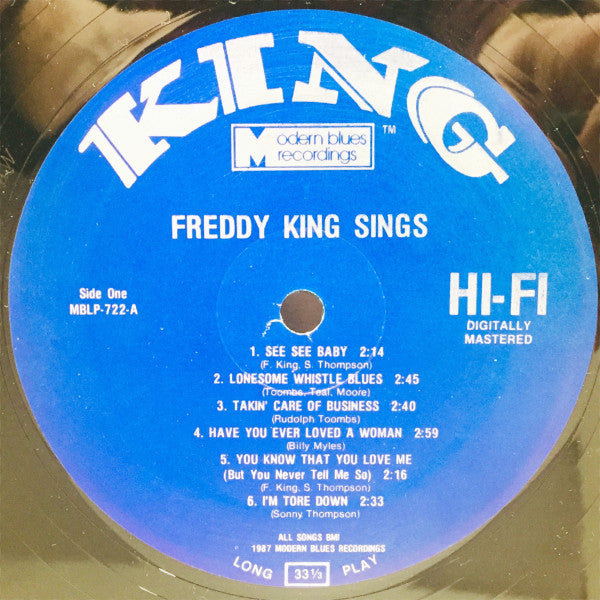 KING
Modern blues
recordings
™
FREDDY KING SINGS
Side One
MBLP-722-A
HI-FI
DIGITALLY
MASTERED
1. SEE SEE BABY 2:14
(F. King, S. Thompson)
2. LONESOME WHISTLE BLUES 2:45
(Toombs, Teat, Moore)
3. TAKIN' CARE OF BUSINESS 2:40
(Rudolph Toombs)
4. HAVE YOU EVER LOVED A WOMAN 2:59
(Billy Myles)
5. YOU KNOW THAT YOU LOVE ME
(But You Never Tell Me So) 2:16
(F. King, S. Thompson)
6. I'M TORE DOWN 2:33
(Sonny Thompson)
ALL SONGS BMI
1987 MODERN BLUES RECORDINGS
LONG 33⅓ PLAY